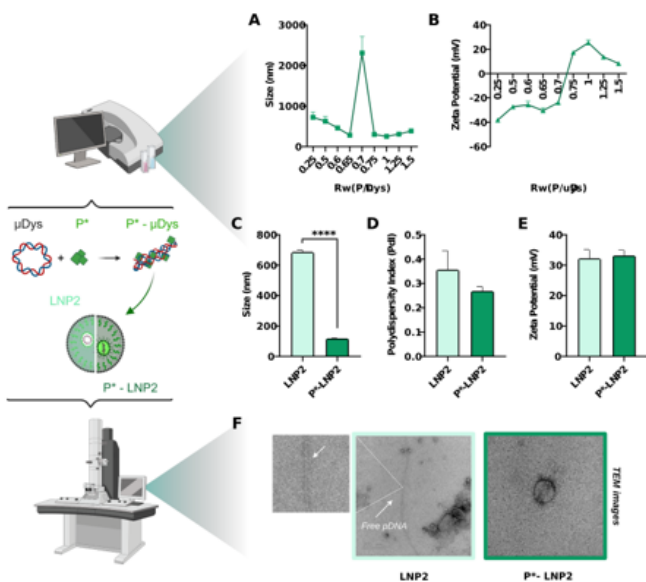 A
Size (nm)
3000
2000
1000
0
0.25
0.5
0.6
0.65
0.7
0.75
1
1.25
1.5
B
Zeta Potential (mV)
40
20
0
-20
-40
-60
0.25
0.5
0.6
0.65
0.7
0.75
1
1.25
1.5
μDys
P*
P* - μDys
+
LNP2
P* - LNP2
C
Size (nm)
800
600
400
200
0
****
LNP2
P*-LNP2
D
Polydispersity Index (PdI)
0.5
0.4
0.3
0.2
0.1
0.0
LNP2
P*-LNP2
E
Zeta Potential (mV)
40
30
20
10
0
LNP2
P*-LNP2
F
Free pDNA
TEM images
LNP2
P*- LNP2